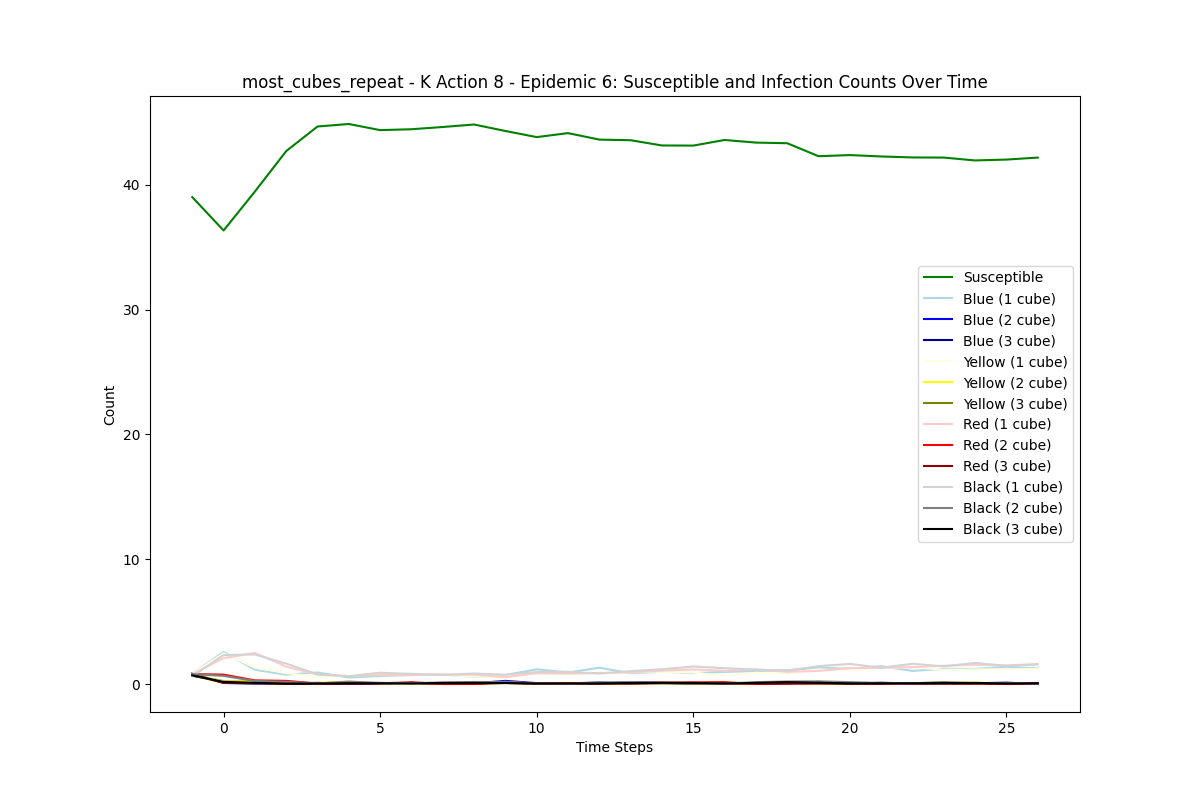 most_cubes_repeat - K Action 8 - Epidemic 6: Susceptible and Infection Counts Over Time
Count
40
30
20
10
0
Susceptible
Blue (1 cube)
Blue (2 cube)
Blue (3 cube)
Yellow (1 cube)
Yellow (2 cube)
Yellow (3 cube)
Red (1 cube)
Red (2 cube)
Red (3 cube)
Black (1 cube)
Black (2 cube)
Black (3 cube)
0 5 10 15 20 25
Time Steps